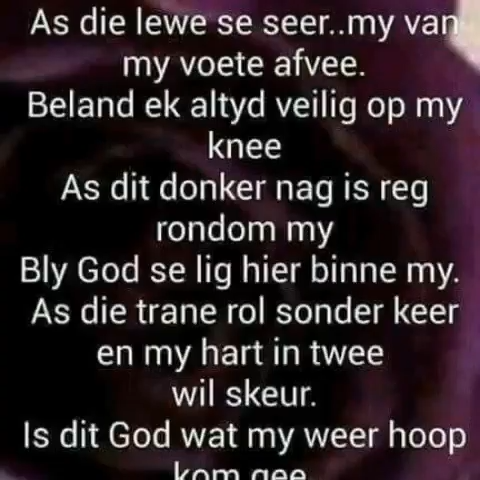 As die lewe se seer..my van
my voete afvee.
Beland ek altyd veilig op my
knee
As dit donker nag is reg
rondom my
Bly God se lig hier binne my.
As die trane rol sonder keer
en my hart in twee
wil skeur.
Is dit God wat my weer hoop
kom gee